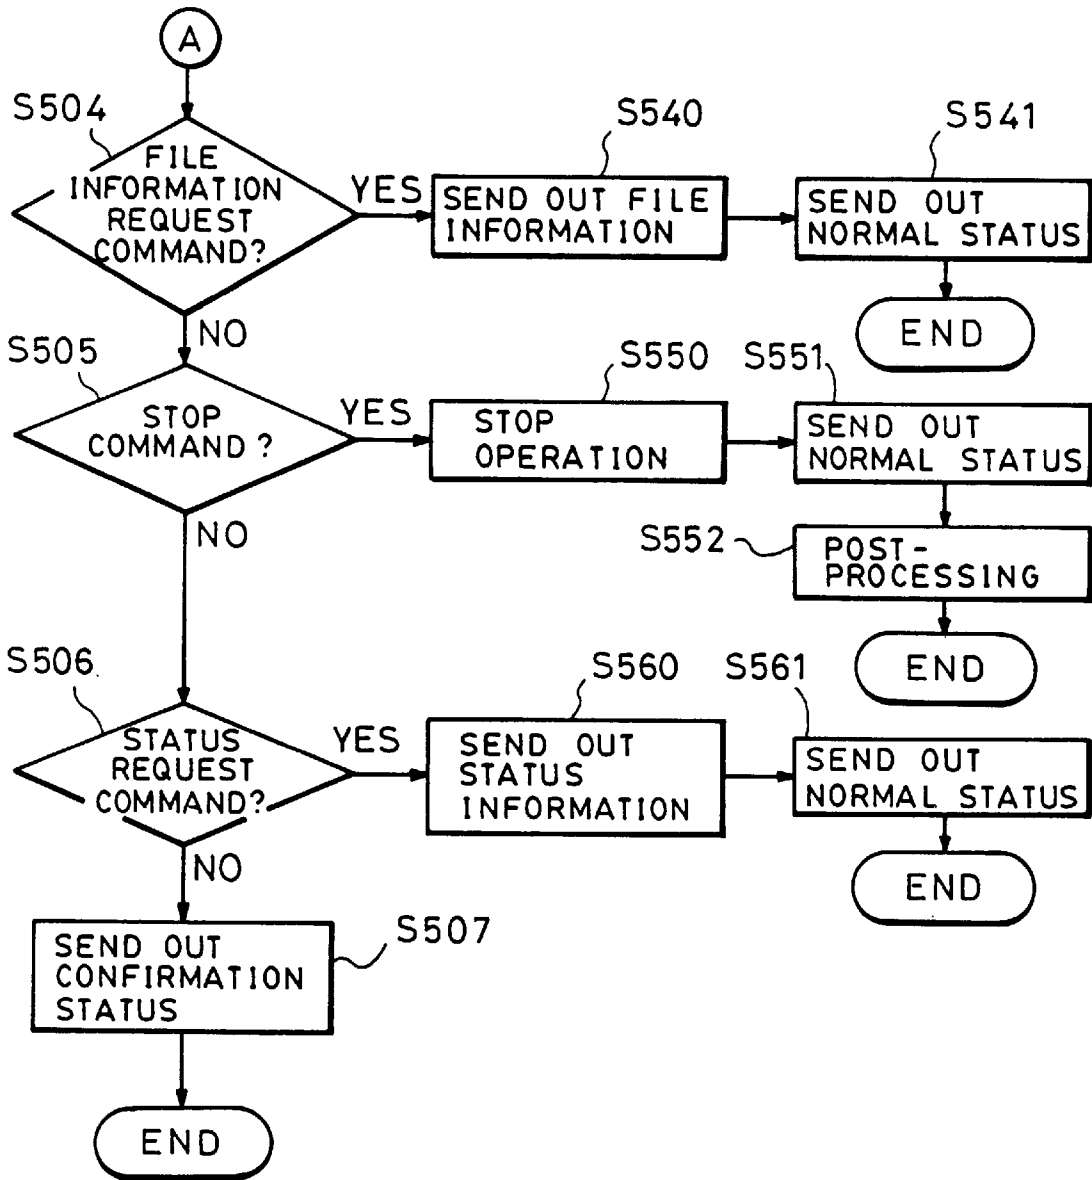 A
S504
FILE
INFORMATION
REQUEST
COMMAND?
YES
S540
SEND OUT FILE
INFORMATION
S541
SEND OUT
NORMAL STATUS
END
NO
S505
STOP
COMMAND?
YES
S550
STOP
OPERATION
S551
SEND OUT
NORMAL STATUS
NO
S552
POST-
PROCESSING
END
S506
STATUS
REQUEST
COMMAND?
YES
S560
SEND OUT
STATUS
INFORMATION
S561
SEND OUT
NORMAL STATUS
END
NO
S507
SEND OUT
CONFIRMATION
STATUS
END